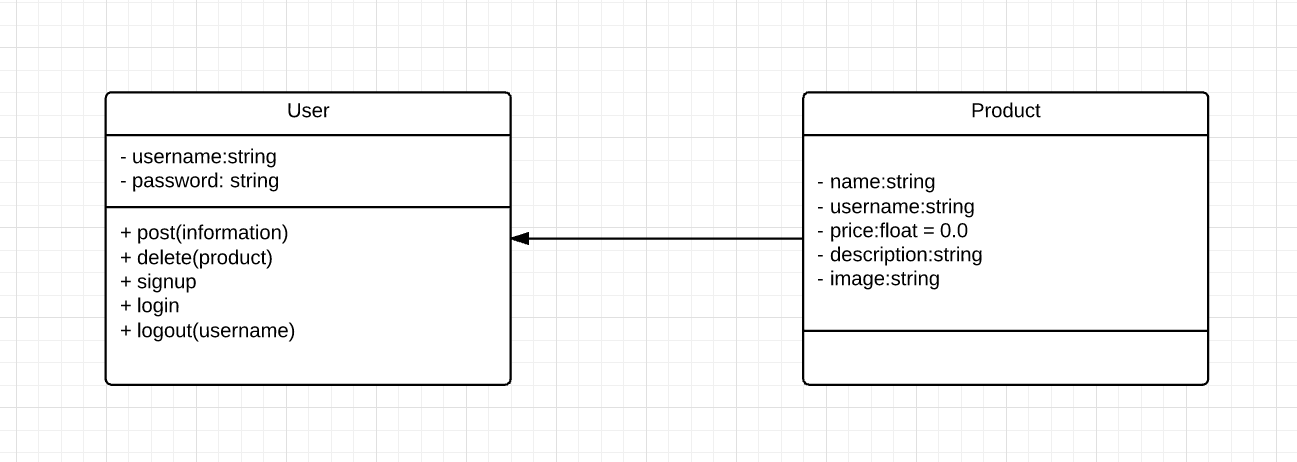 User
- username:string
- password: string
+ post(information)
+ delete(product)
+ signup
+ login
+ logout(username)
Product
- name:string
- username:string
- price:float = 0.0
- description:string
- image:string